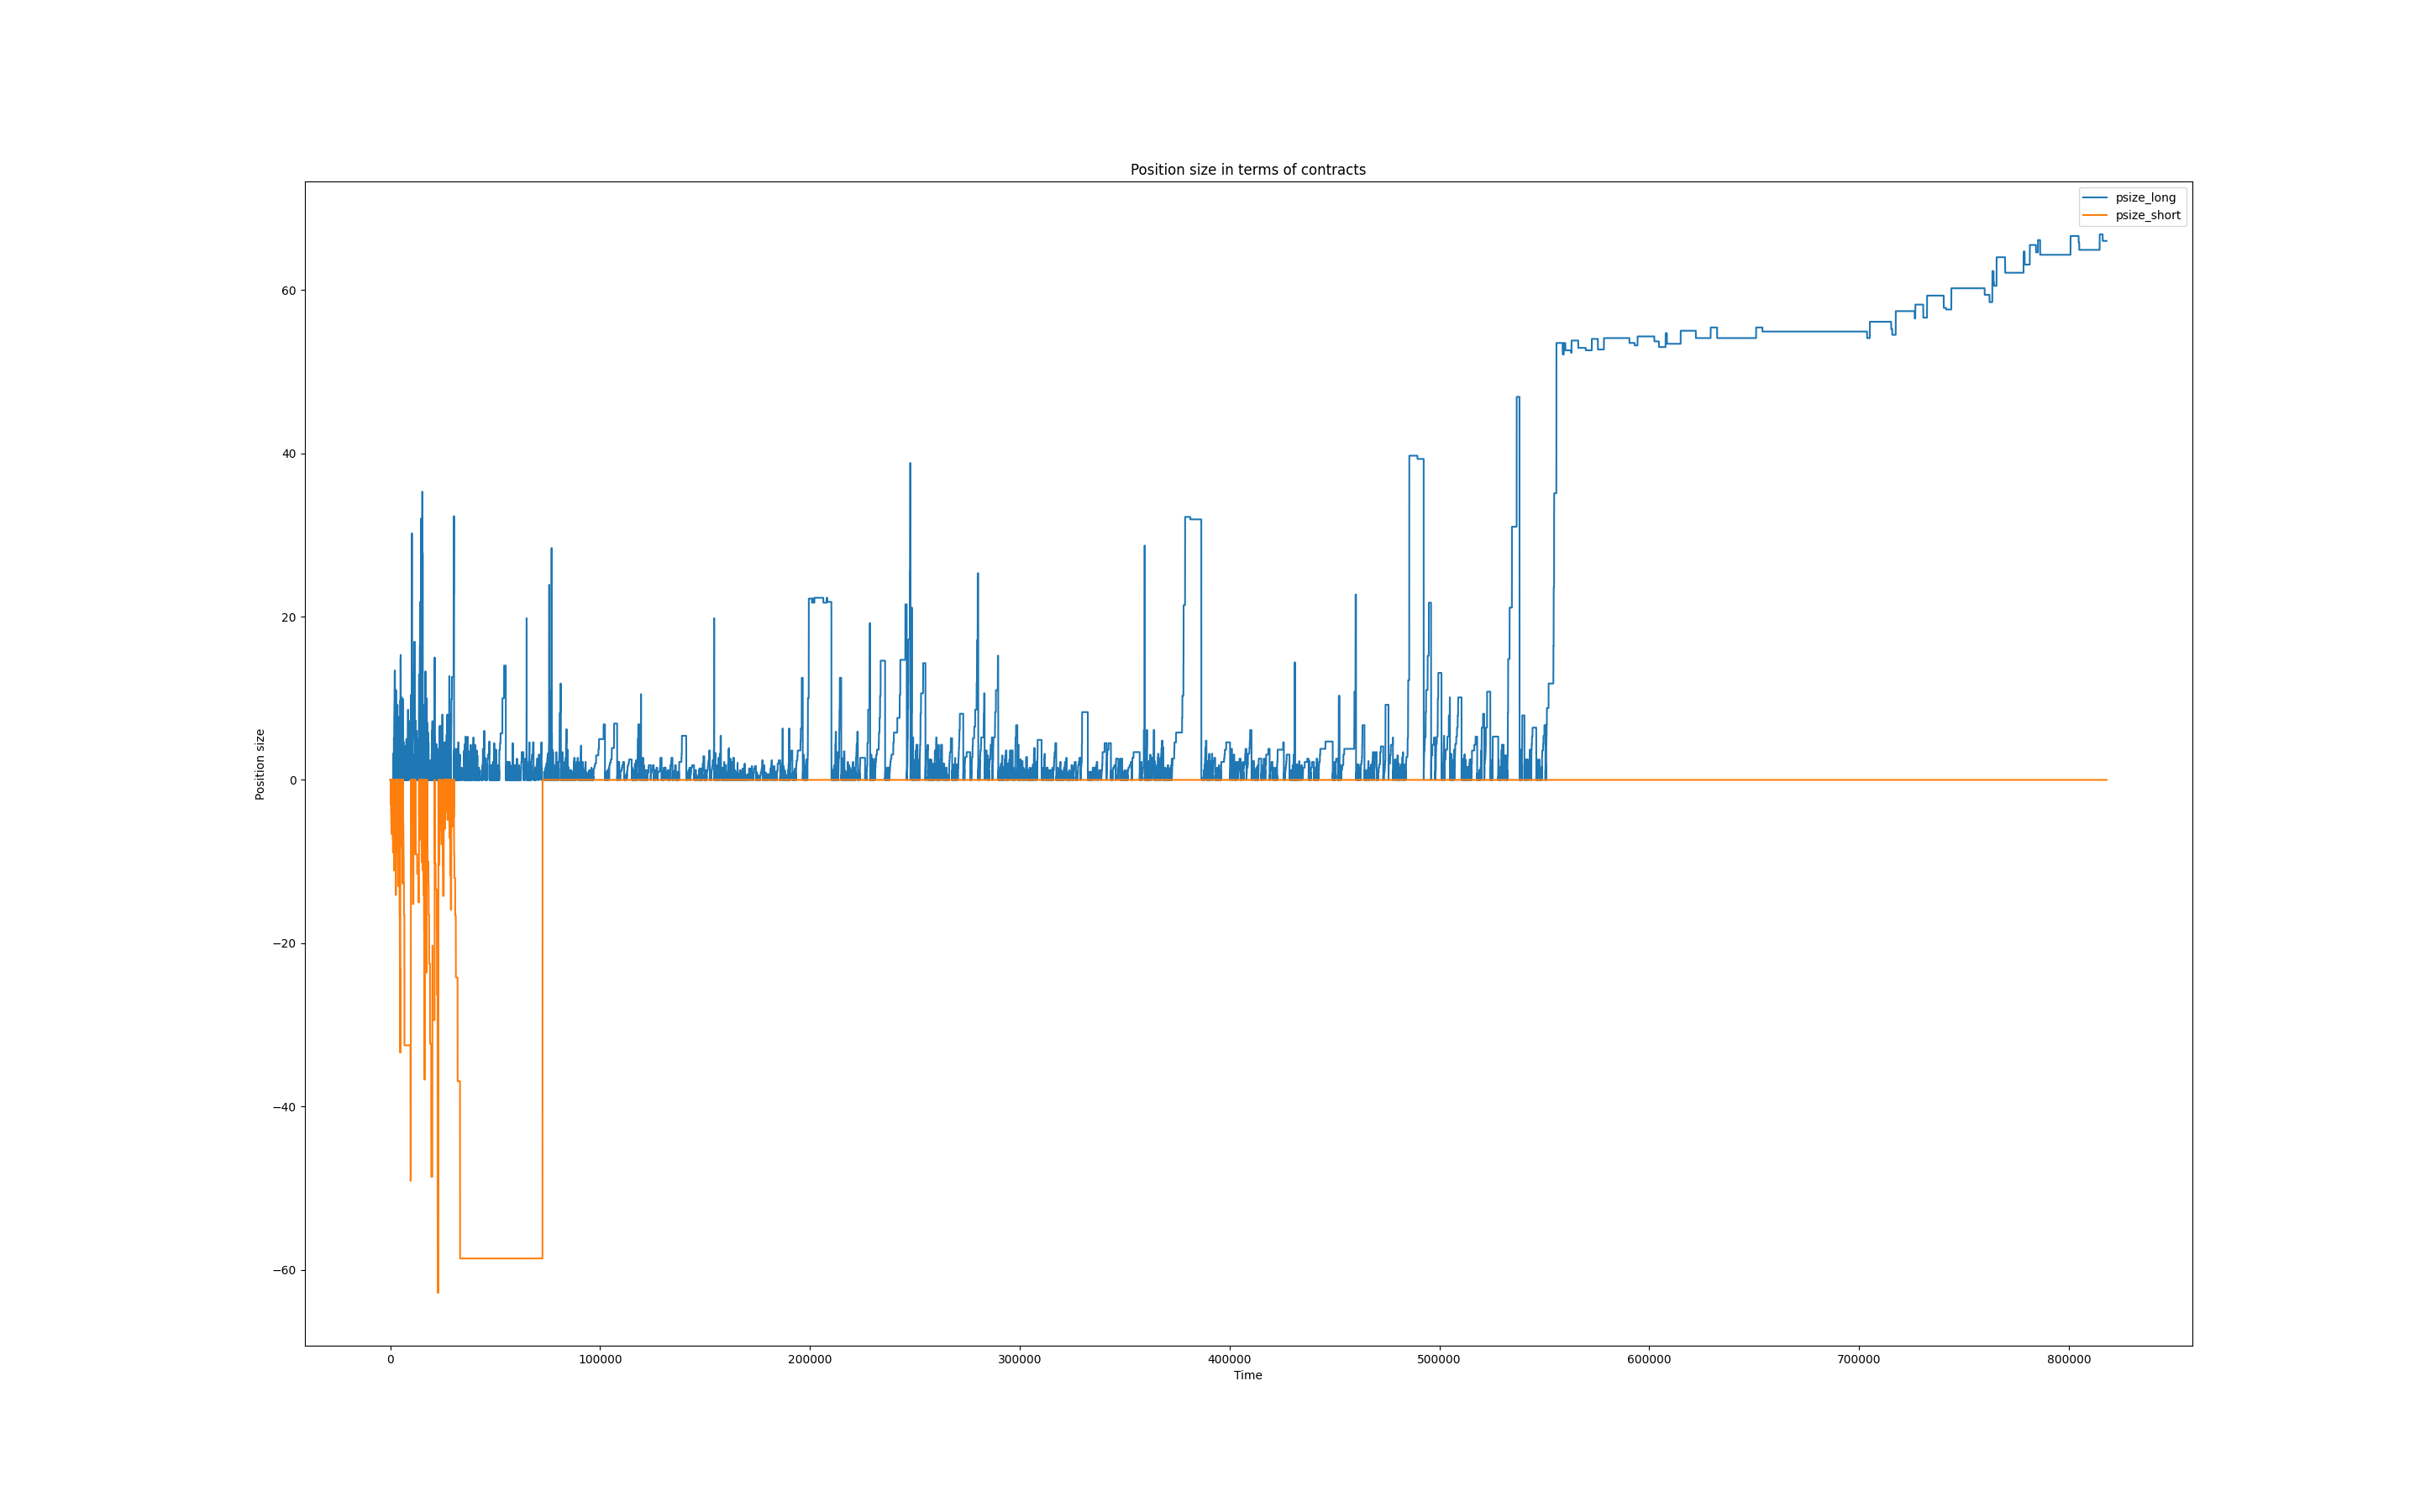 Position size in terms of contracts
psize_long
psize_short
60
40
20
0
−20
−40
−60
Position size
0 100000 200000 300000 400000 500000 600000 700000 800000
Time